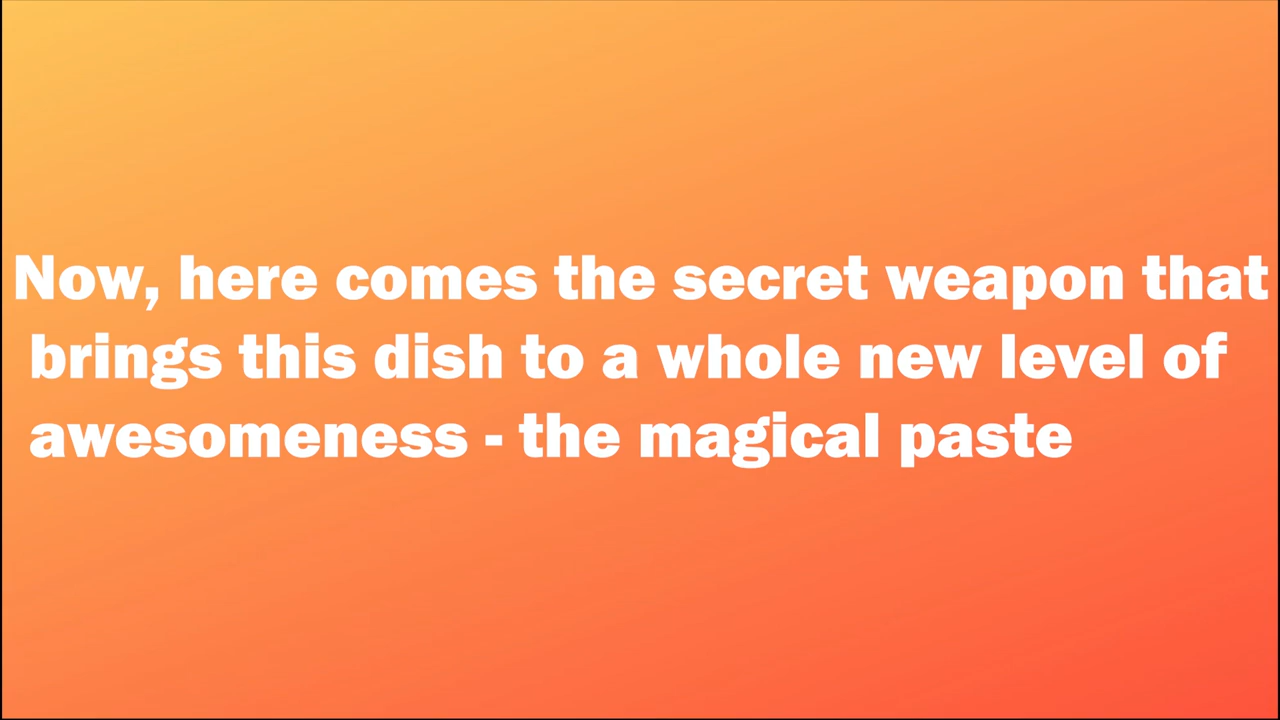 Now, here comes the secret weapon that
brings this dish to a whole new level of
awesomeness - the magical paste